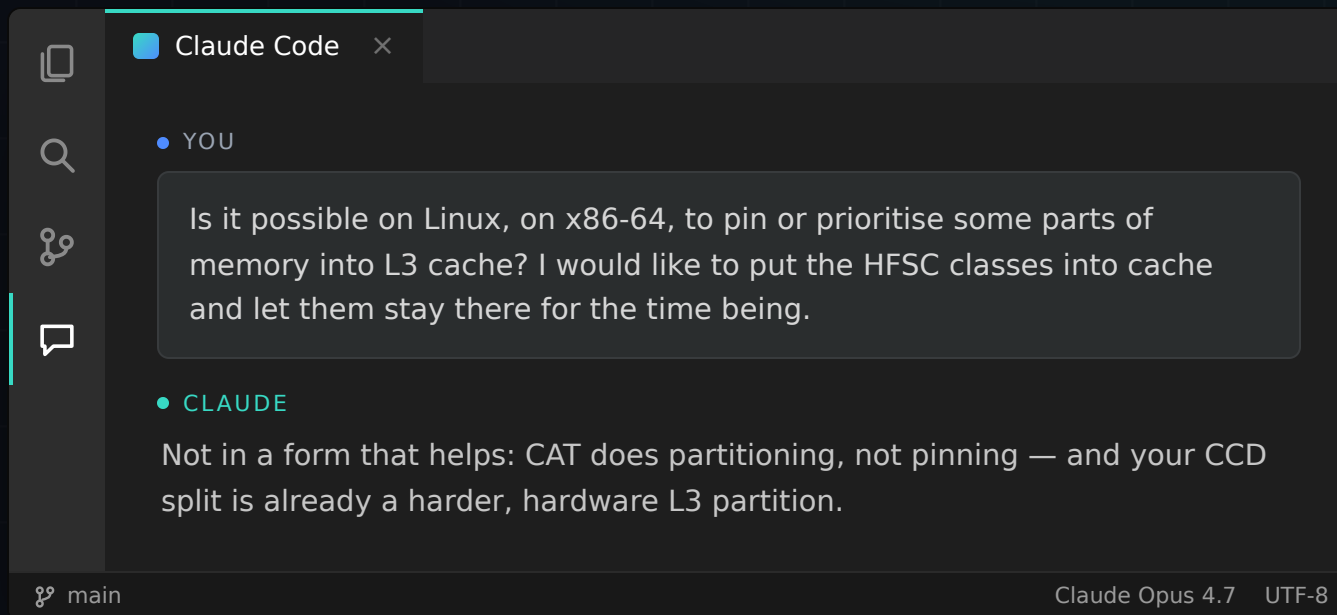 Claude Code
YOU
Is it possible on Linux, on x86-64, to pin or prioritise some parts of
memory into L3 cache? I would like to put the HFSC classes into cache
and let them stay there for the time being.
CLAUDE
Not in a form that helps: CAT does partitioning, not pinning — and your CCD
split is already a harder, hardware L3 partition.
main
Claude Opus 4.7
UTF-8